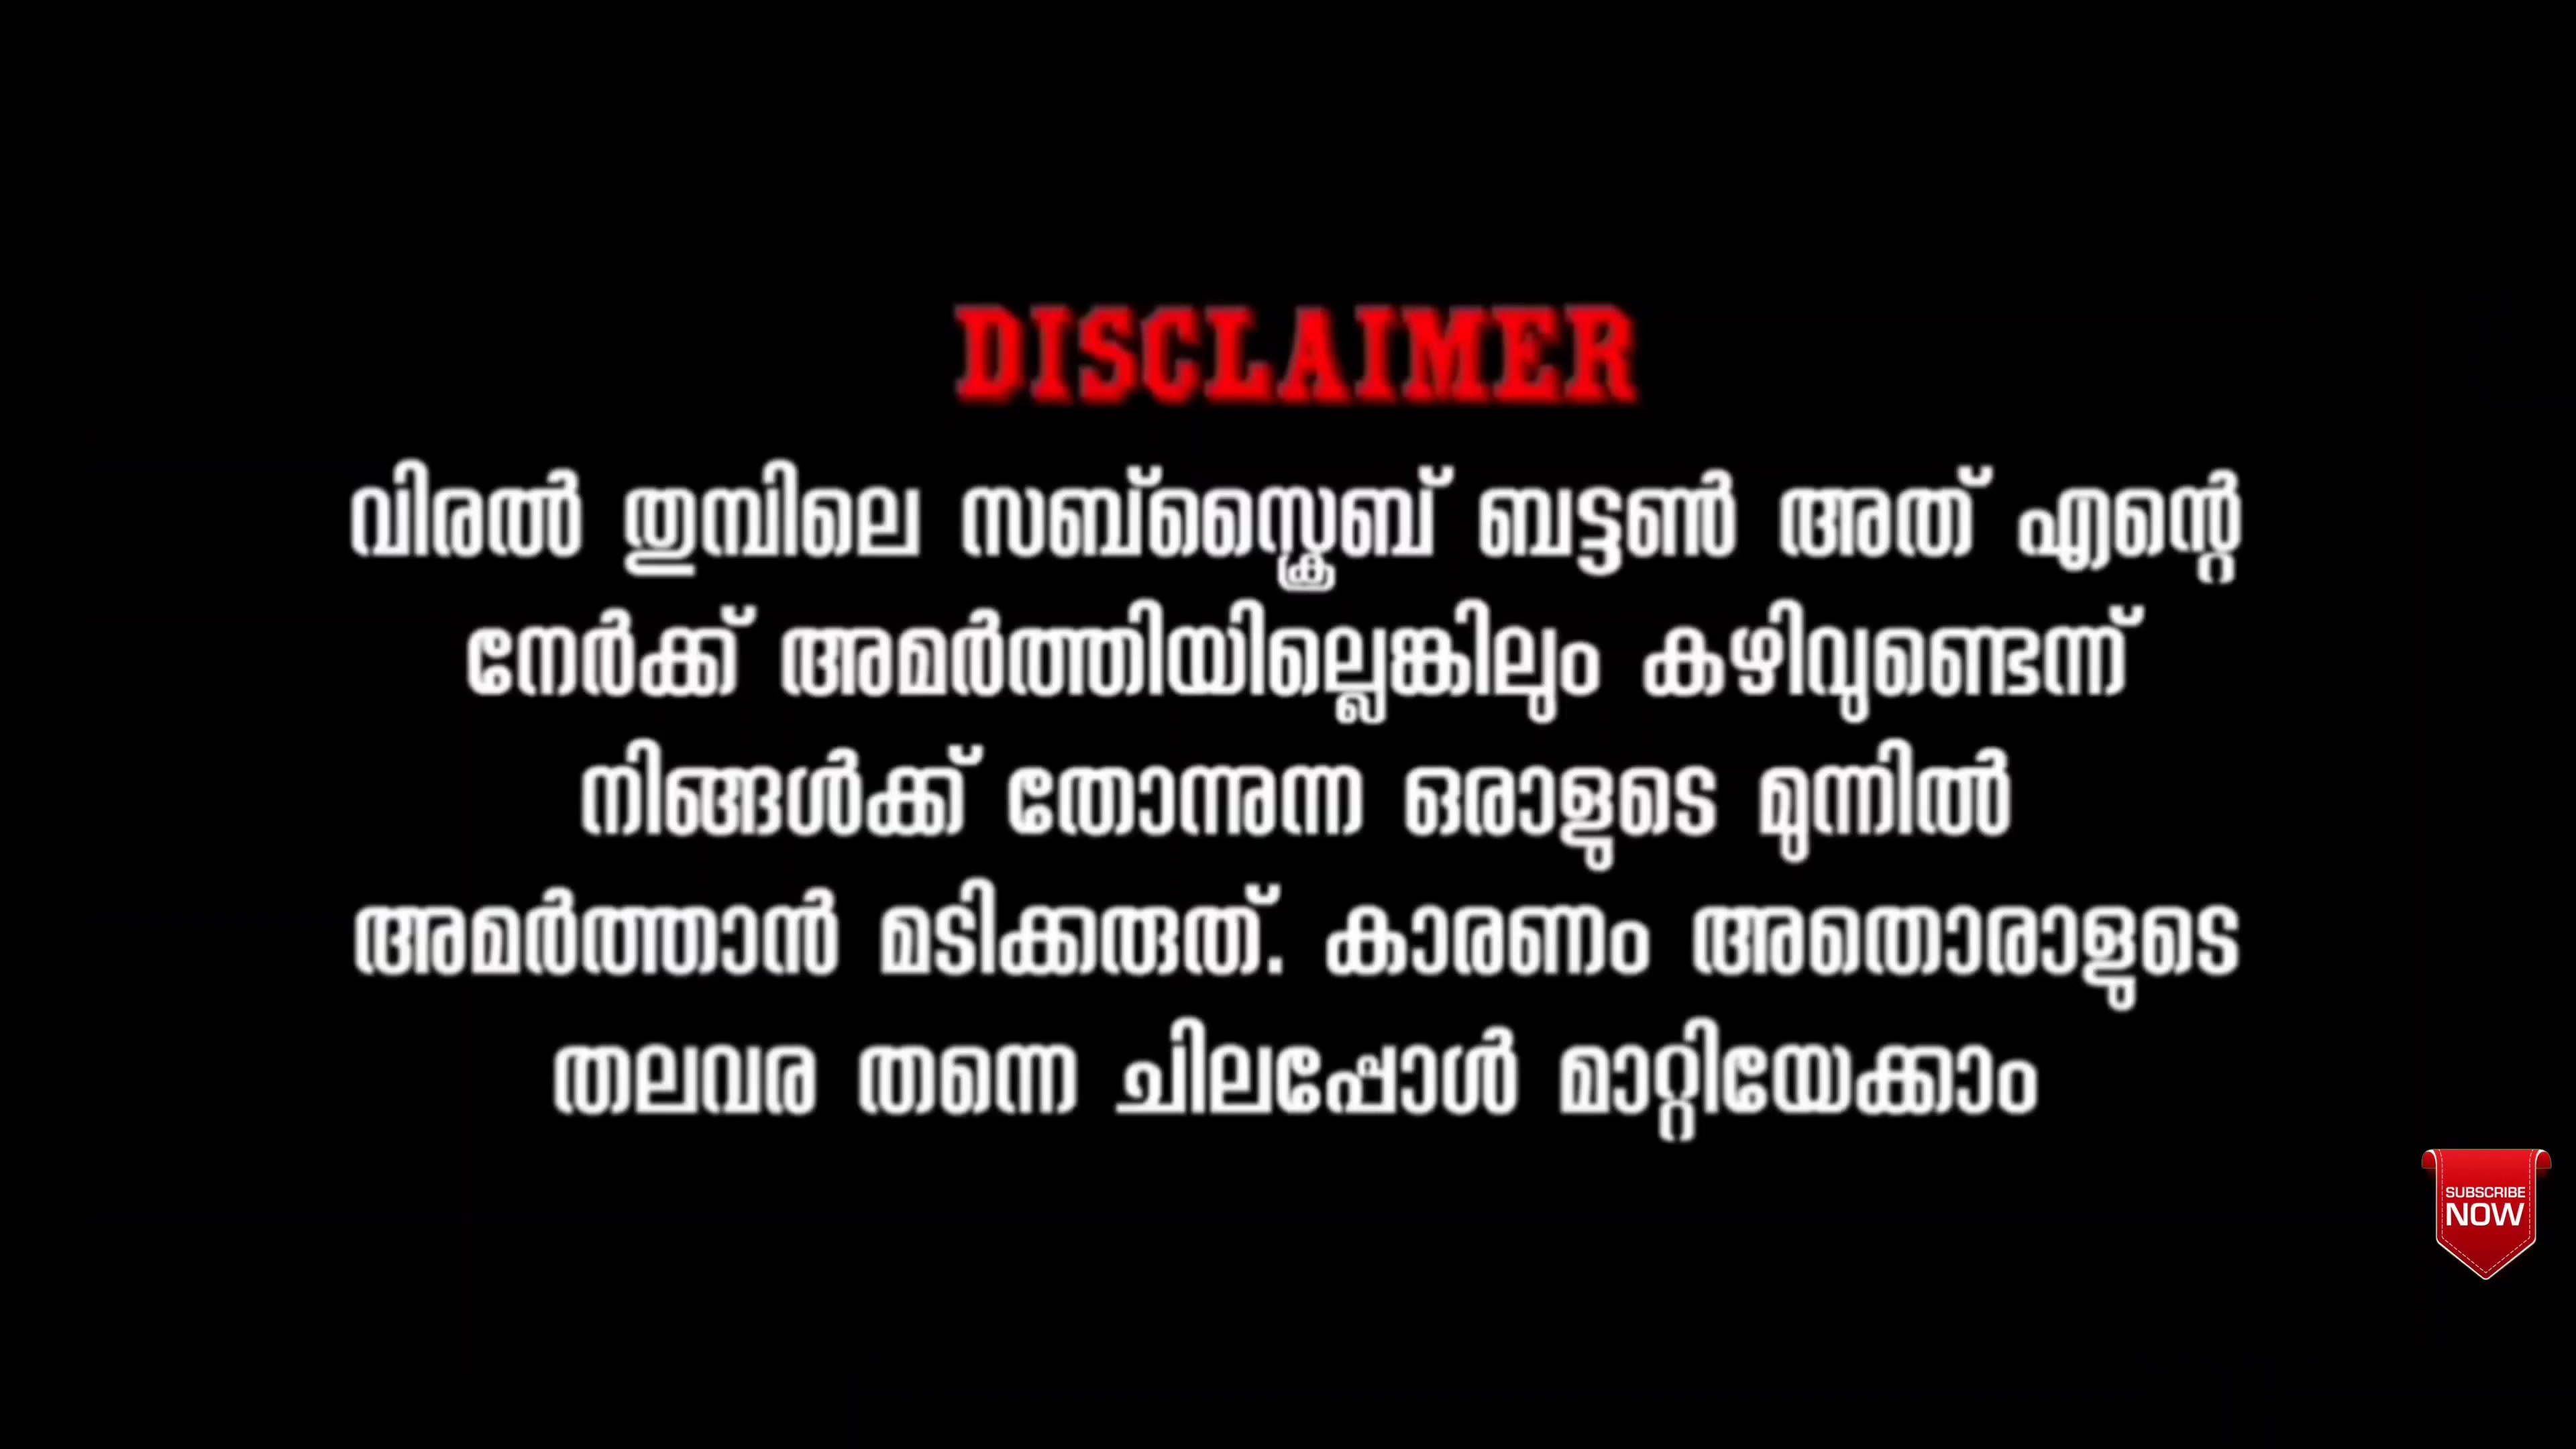 DISCLAIMER
വിരൽ തുമ്പിലെ സബ്സ്ക്രൈബ് ബട്ടൺ അത് എന്റെ
നേർക്ക് അമർത്തിയില്ലെങ്കിലും കഴിവുണ്ടെന്ന്
നിങ്ങൾക്ക് തോന്നുന്ന ഒരാളുടെ മുന്നിൽ
അമർത്താൻ മടിക്കരുത്. കാരണം അതൊരാളുടെ
തലവര തന്നെ ചിലപ്പോൾ മാറ്റിയേക്കാം
SUBSCRIBE
NOW